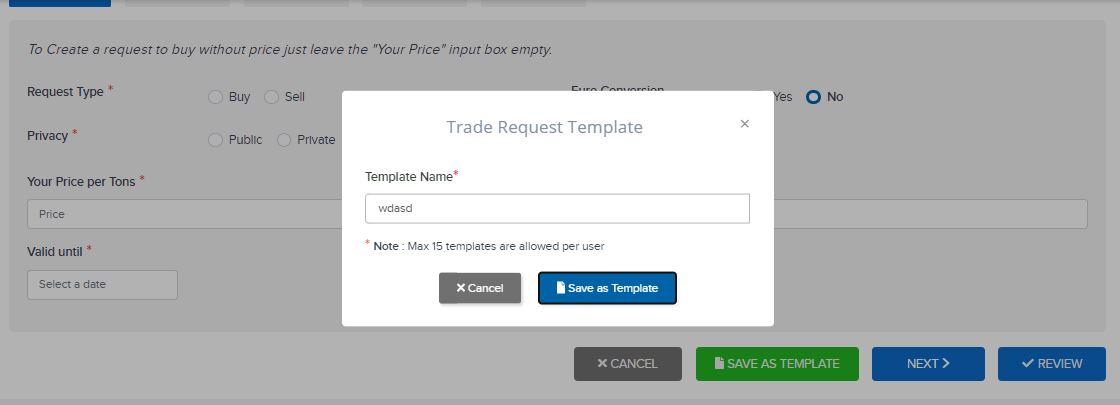 To Create a request to buy without price just leave the "Your Price" input box empty.
Request Type * Buy Sell
Euro Conversion Yes No
Privacy * Public Private
Your Price per Tons *
Price
Valid until *
Select a date
Trade Request Template ×
Template Name*
wdasd
* Note : Max 15 templates are allowed per user
Cancel Save as Template
CANCEL SAVE AS TEMPLATE NEXT REVIEW